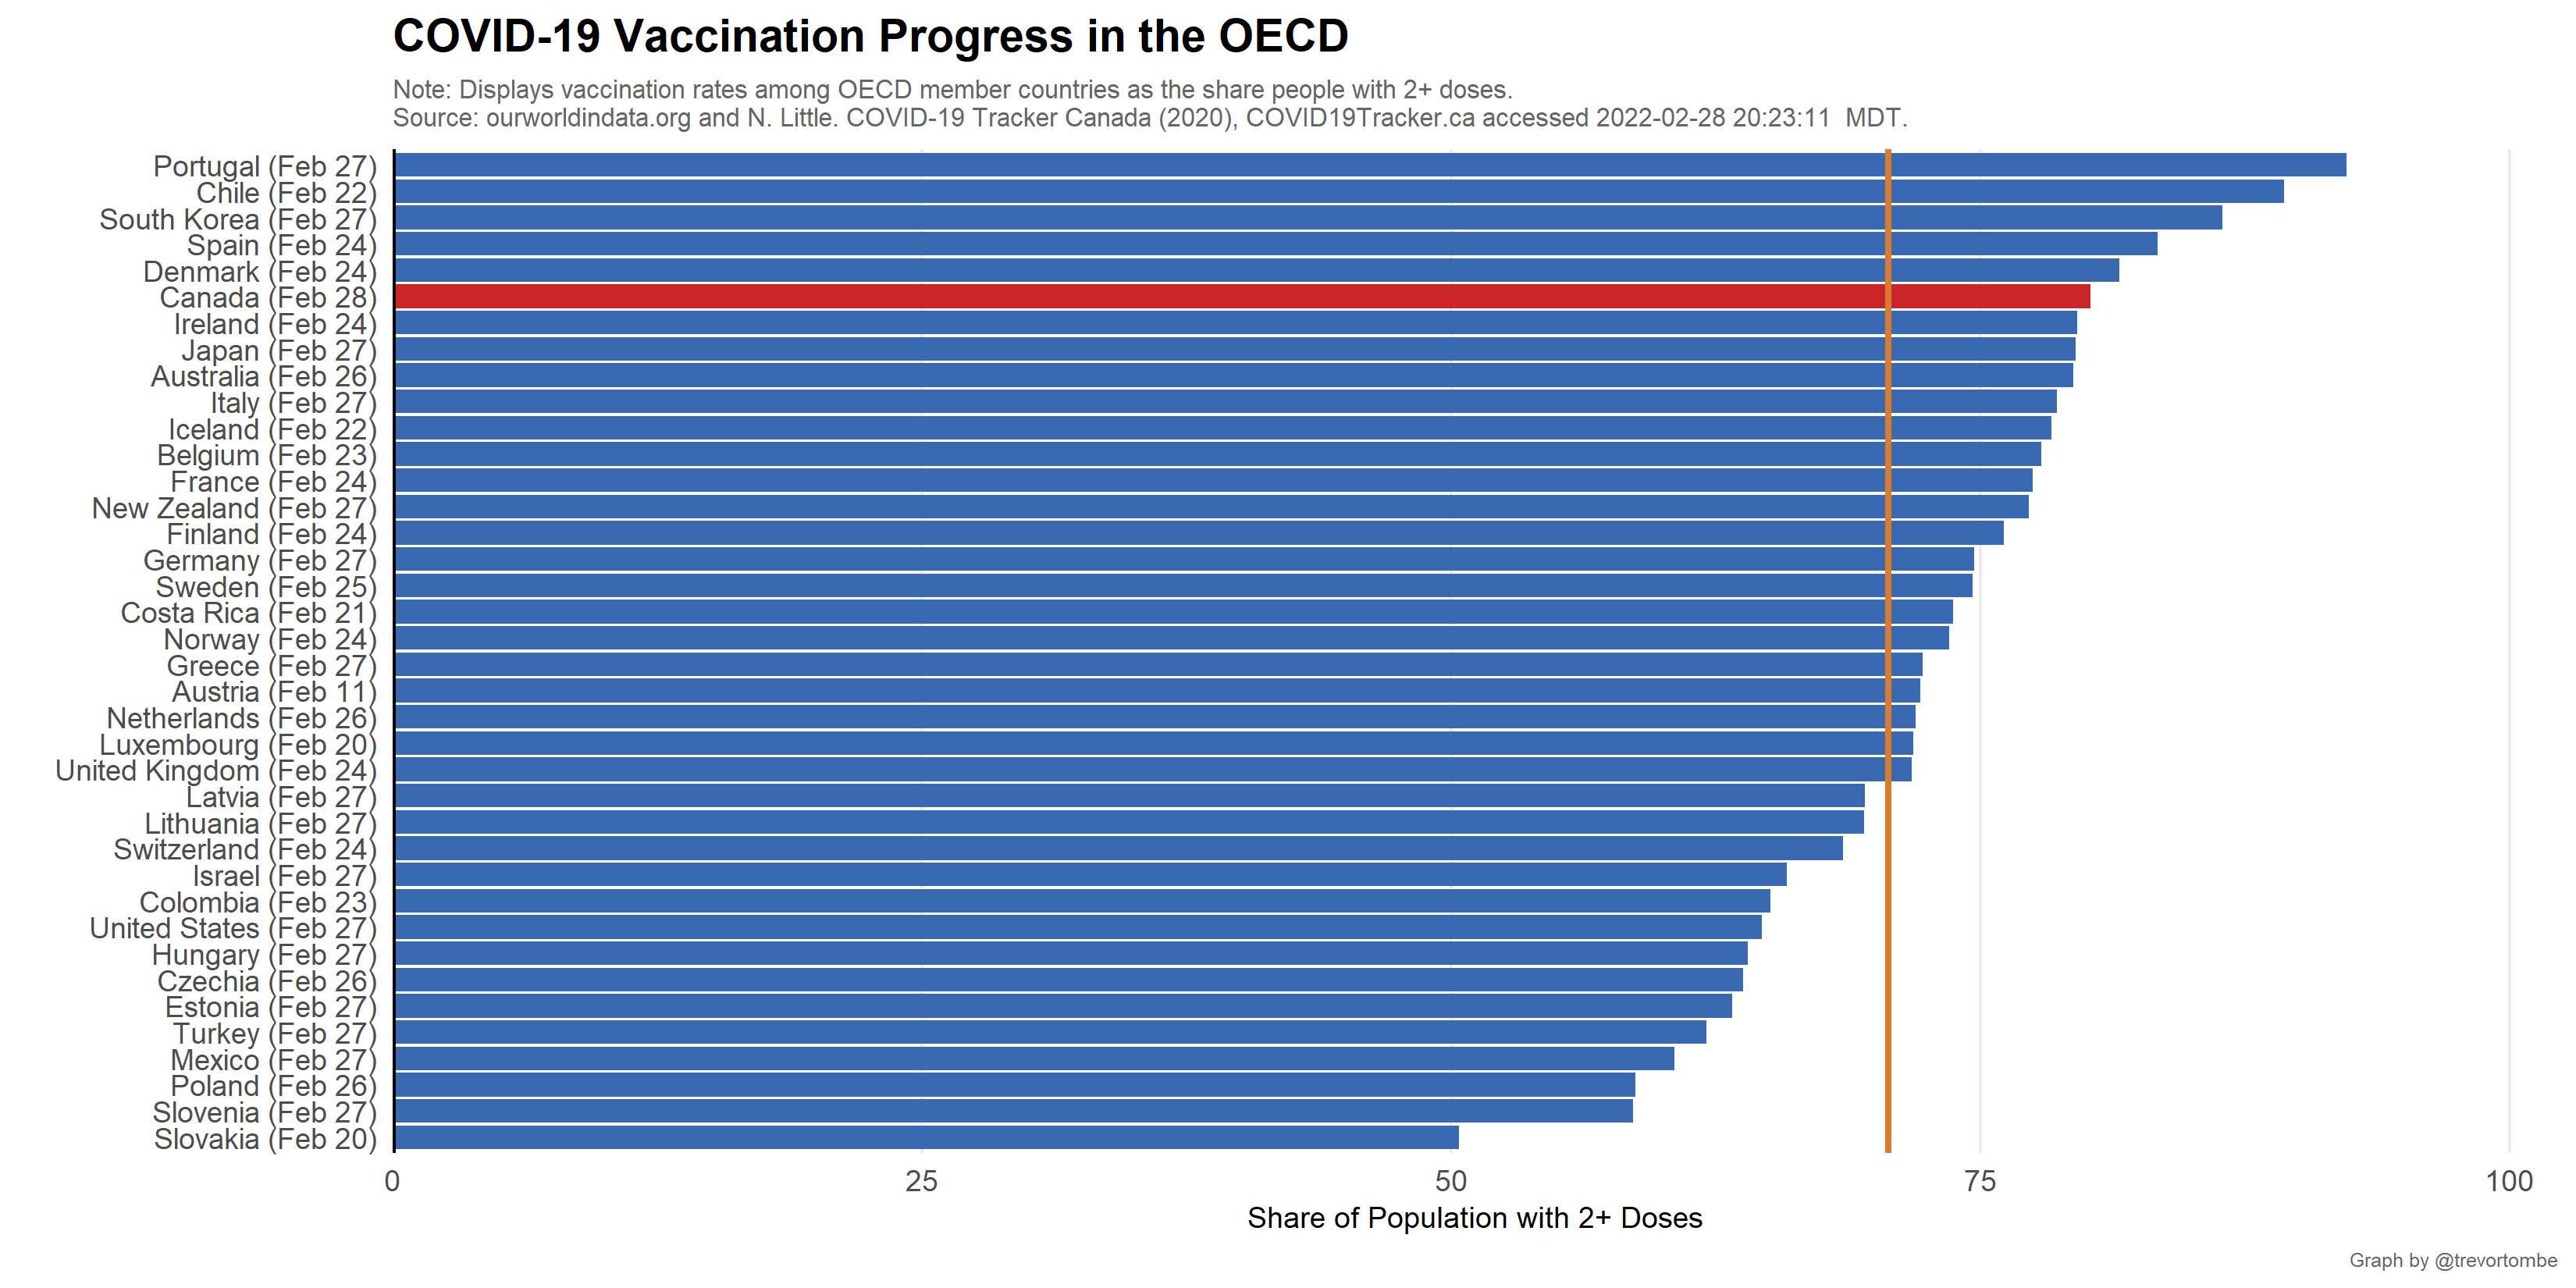 COVID-19 Vaccination Progress in the OECD
Note: Displays vaccination rates among OECD member countries as the share people with 2+ doses.
Source: ourworldindata.org and N. Little. COVID-19 Tracker Canada (2020), COVID19Tracker.ca accessed 2022-02-28 20:23:11  MDT.
Portugal (Feb 27)
Chile (Feb 22)
South Korea (Feb 27)
Spain (Feb 24)
Denmark (Feb 24)
Canada (Feb 28)
Ireland (Feb 24)
Japan (Feb 27)
Australia (Feb 26)
Italy (Feb 27)
Iceland (Feb 22)
Belgium (Feb 23)
France (Feb 24)
New Zealand (Feb 27)
Finland (Feb 24)
Germany (Feb 27)
Sweden (Feb 25)
Costa Rica (Feb 21)
Norway (Feb 24)
Greece (Feb 27)
Austria (Feb 11)
Netherlands (Feb 26)
Luxembourg (Feb 20)
United Kingdom (Feb 24)
Latvia (Feb 27)
Lithuania (Feb 27)
Switzerland (Feb 24)
Israel (Feb 27)
Colombia (Feb 23)
United States (Feb 27)
Hungary (Feb 27)
Czechia (Feb 26)
Estonia (Feb 27)
Turkey (Feb 27)
Mexico (Feb 27)
Poland (Feb 26)
Slovenia (Feb 27)
Slovakia (Feb 20)
0 25 50 75 100
Share of Population with 2+ Doses
Graph by @trevortombe